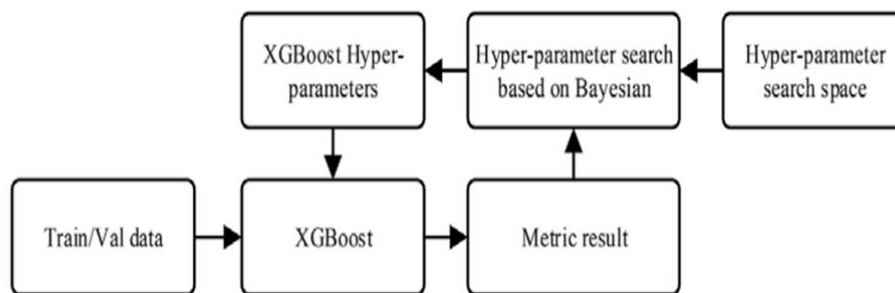 XGBoost Hyper-
parameters
Hyper-parameter search
based on Bayesian
Hyper-parameter
search space
Train/Val data
XGBoost
Metric result